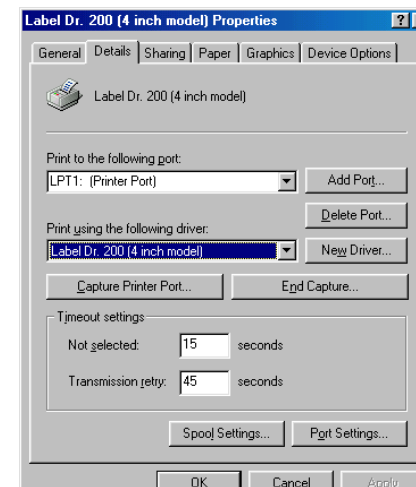 Label Dr. 200 (4 inch model) Properties ?
General Details Sharing Paper Graphics Device Options
Label Dr. 200 (4 inch model)
Print to the following port:
LPT1: (Printer Port) Add Port...
Delete Port...
Print using the following driver:
Label Dr. 200 (4 inch model) New Driver...
Capture Printer Port... End Capture...
Timeout settings
Not selected: 15 seconds
Transmission retry: 45 seconds
Spool Settings... Port Settings...
OK Cancel Apply